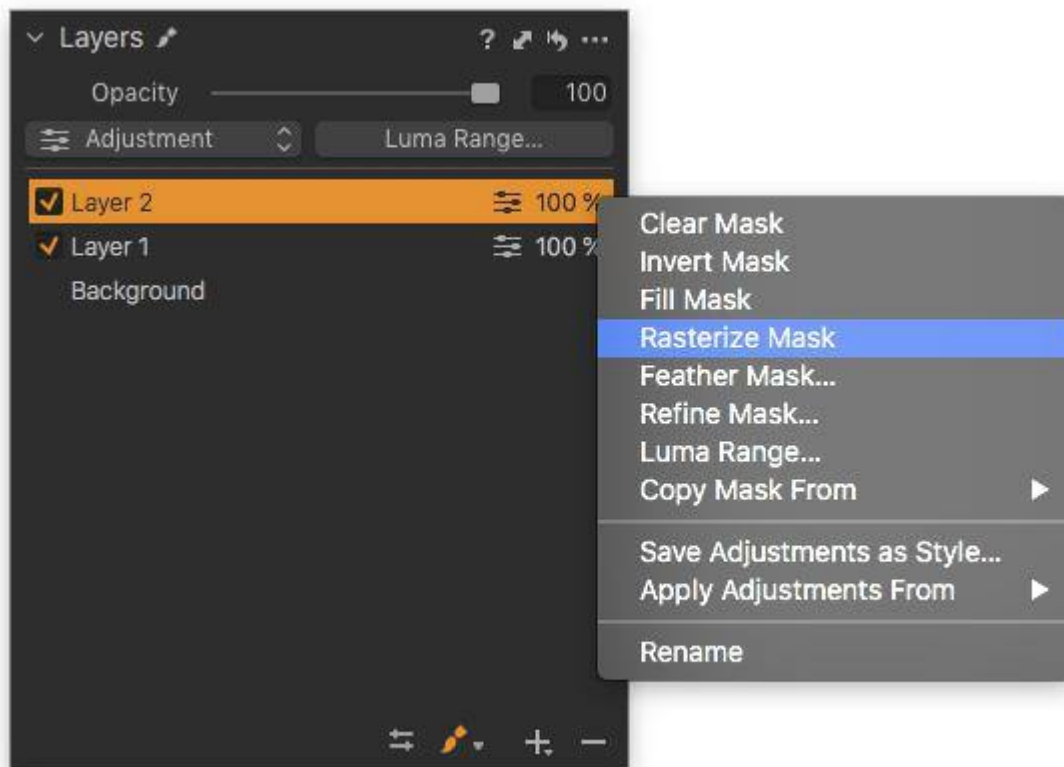 Layers ?
Opacity 100
Adjustment Luma Range...
Layer 2 100 %
Layer 1 100 %
Background
Clear Mask
Invert Mask
Fill Mask
Rasterize Mask
Feather Mask...
Refine Mask...
Luma Range...
Copy Mask From
Save Adjustments as Style...
Apply Adjustments From
Rename